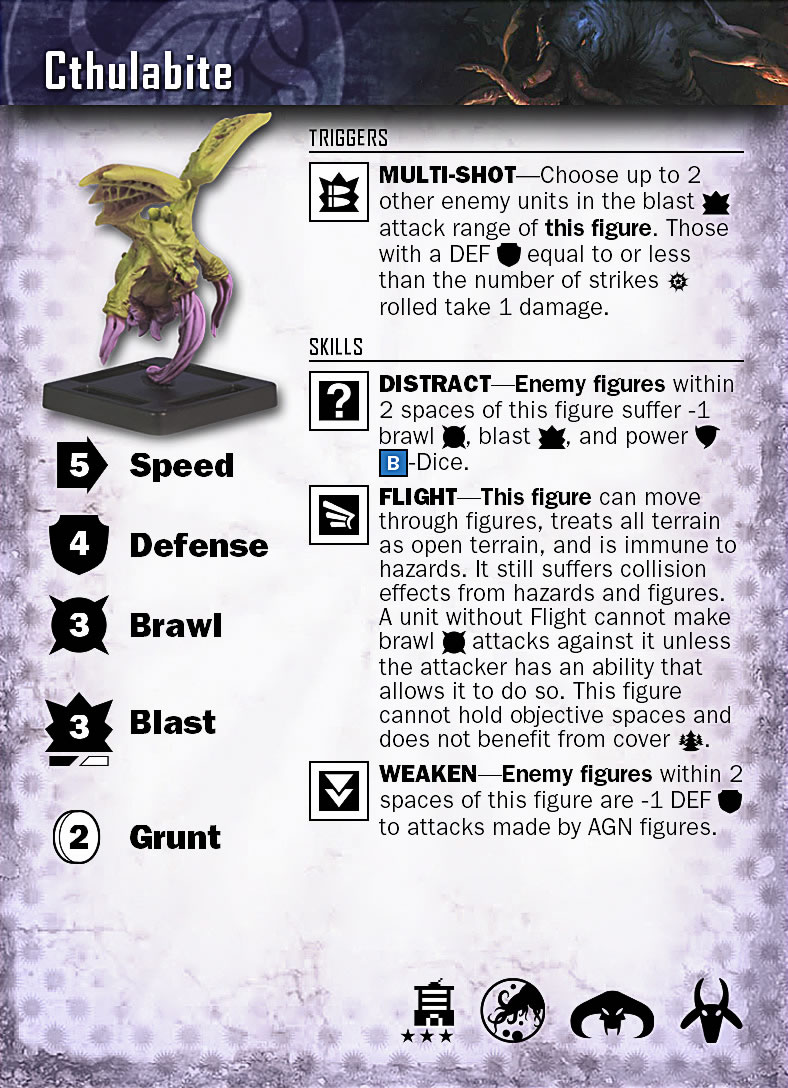 Cthulabite
TRIGGERS
MULTI-SHOT—Choose up to 2
other enemy units in the blast
attack range of this figure. Those
with a DEF equal to or less
than the number of strikes
rolled take 1 damage.
SKILLS
?
DISTRACT—Enemy figures within
2 spaces of this figure suffer -1
brawl , blast , and power
B -Dice.
FLIGHT—This figure can move
through figures, treats all terrain
as open terrain, and is immune to
hazards. It still suffers collision
effects from hazards and figures.
A unit without Flight cannot make
brawl attacks against it unless
the attacker has an ability that
allows it to do so. This figure
cannot hold objective spaces and
does not benefit from cover .
WEAKEN—Enemy figures within 2
spaces of this figure are -1 DEF
to attacks made by AGN figures.
5 Speed
4 Defense
3 Brawl
3 Blast
2 Grunt